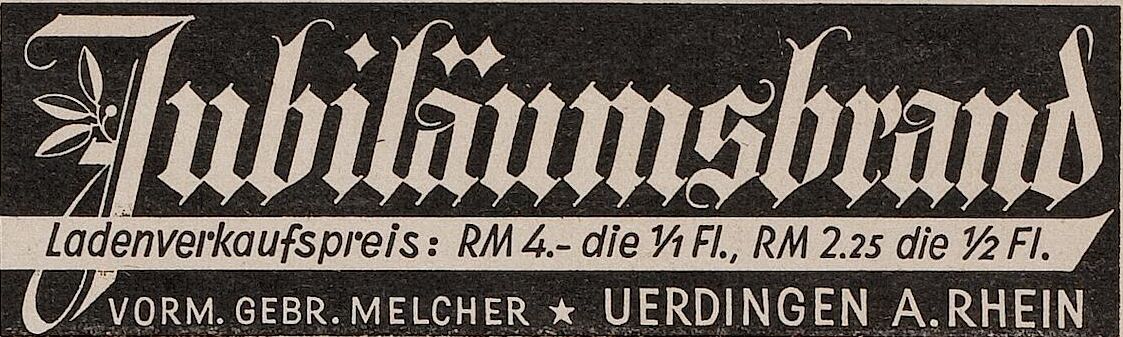 Jubiläumsbrand
Ladenverkaufspreis: RM 4.- die 1/1 Fl., RM 2.25 die 1/2 Fl.
VORM. GEBR. MELCHER ★ UERDINGEN A. RHEIN